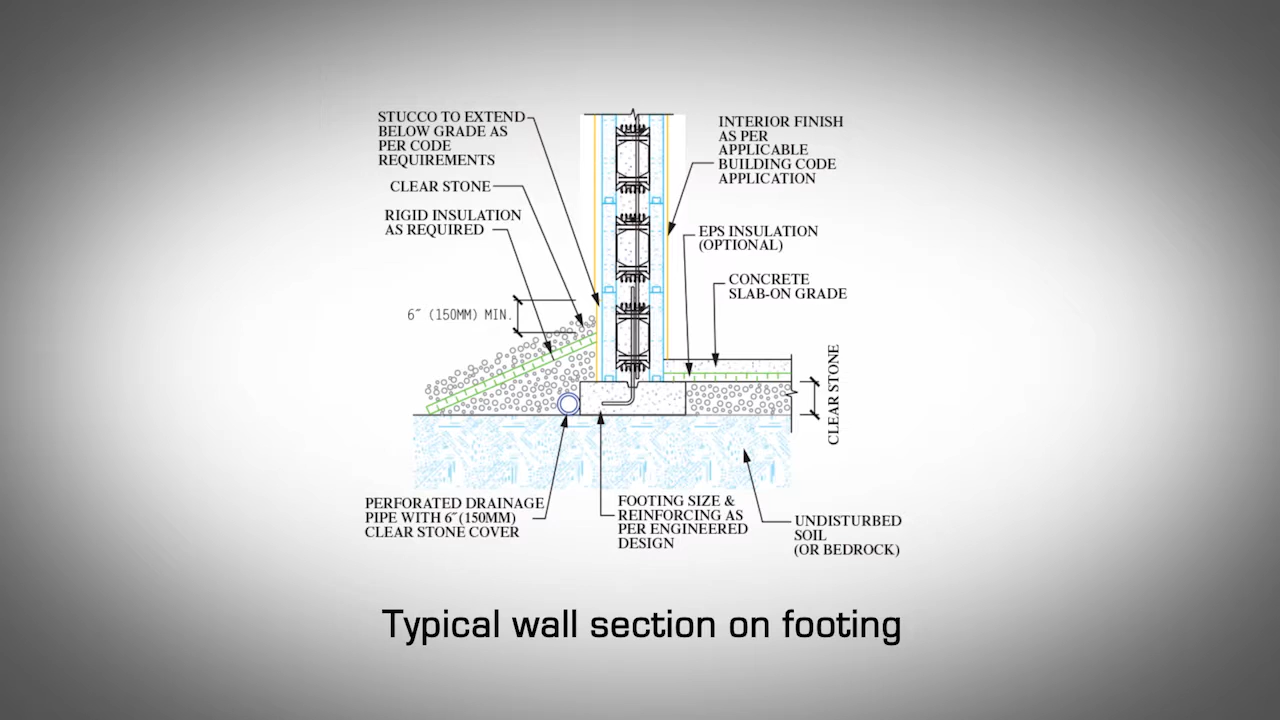 STUCCO TO EXTEND
BELOW GRADE AS
PER CODE
REQUIREMENTS
CLEAR STONE
RIGID INSULATION
AS REQUIRED
6″ (150MM) MIN.
INTERIOR FINISH
AS PER
APPLICABLE
BUILDING CODE
APPLICATION
EPS INSULATION
(OPTIONAL)
CONCRETE
SLAB-ON GRADE
CLEAR STONE
PERFORATED DRAINAGE
PIPE WITH 6″(150MM)
CLEAR STONE COVER
FOOTING SIZE &
REINFORCING AS
PER ENGINEERED
DESIGN
UNDISTURBED
SOIL
(OR BEDROCK)
Typical wall section on footing